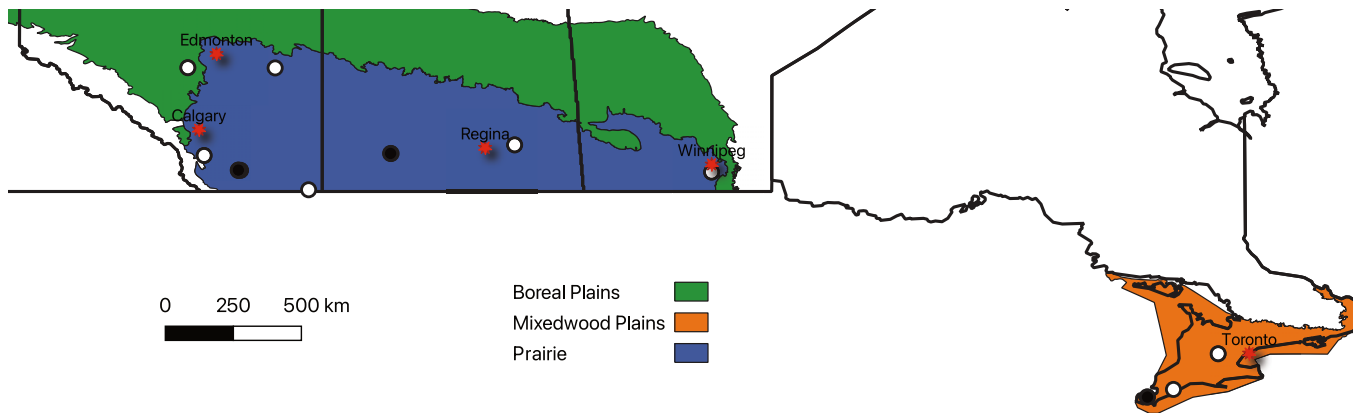 Edmonton
Calgary
Regina
Winnipeg
0 250 500 km
Boreal Plains
Mixedwood Plains
Prairie
Toronto